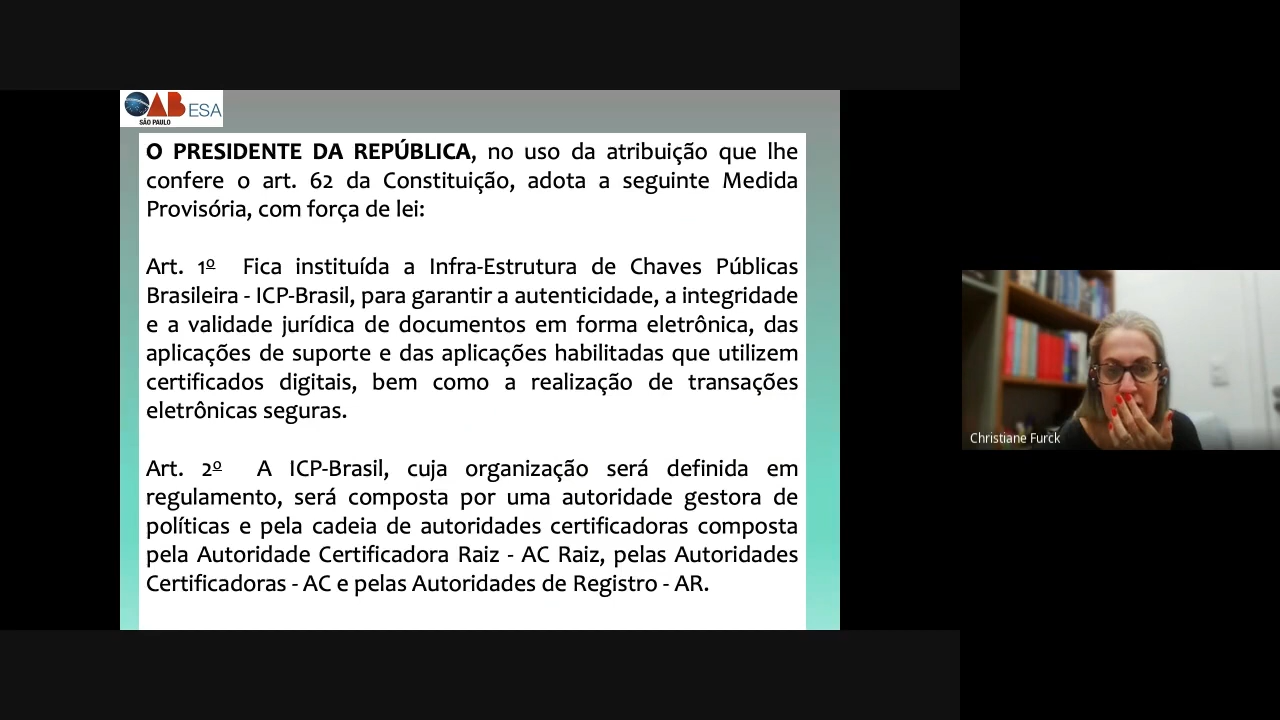 OAB ESA
SÃO PAULO
O PRESIDENTE DA REPÚBLICA, no uso da atribuição que lhe
confere o art. 62 da Constituição, adota a seguinte Medida
Provisória, com força de lei:
Art. 1º Fica instituída a Infra-Estrutura de Chaves Públicas
Brasileira - ICP-Brasil, para garantir a autenticidade, a integridade
e a validade jurídica de documentos em forma eletrônica, das
aplicações de suporte e das aplicações habilitadas que utilizem
certificados digitais, bem como a realização de transações
eletrônicas seguras.
Art. 2º A ICP-Brasil, cuja organização será definida em
regulamento, será composta por uma autoridade gestora de
políticas e pela cadeia de autoridades certificadoras composta
pela Autoridade Certificadora Raiz - AC Raiz, pelas Autoridades
Certificadoras - AC e pelas Autoridades de Registro - AR.
Christiane Furck